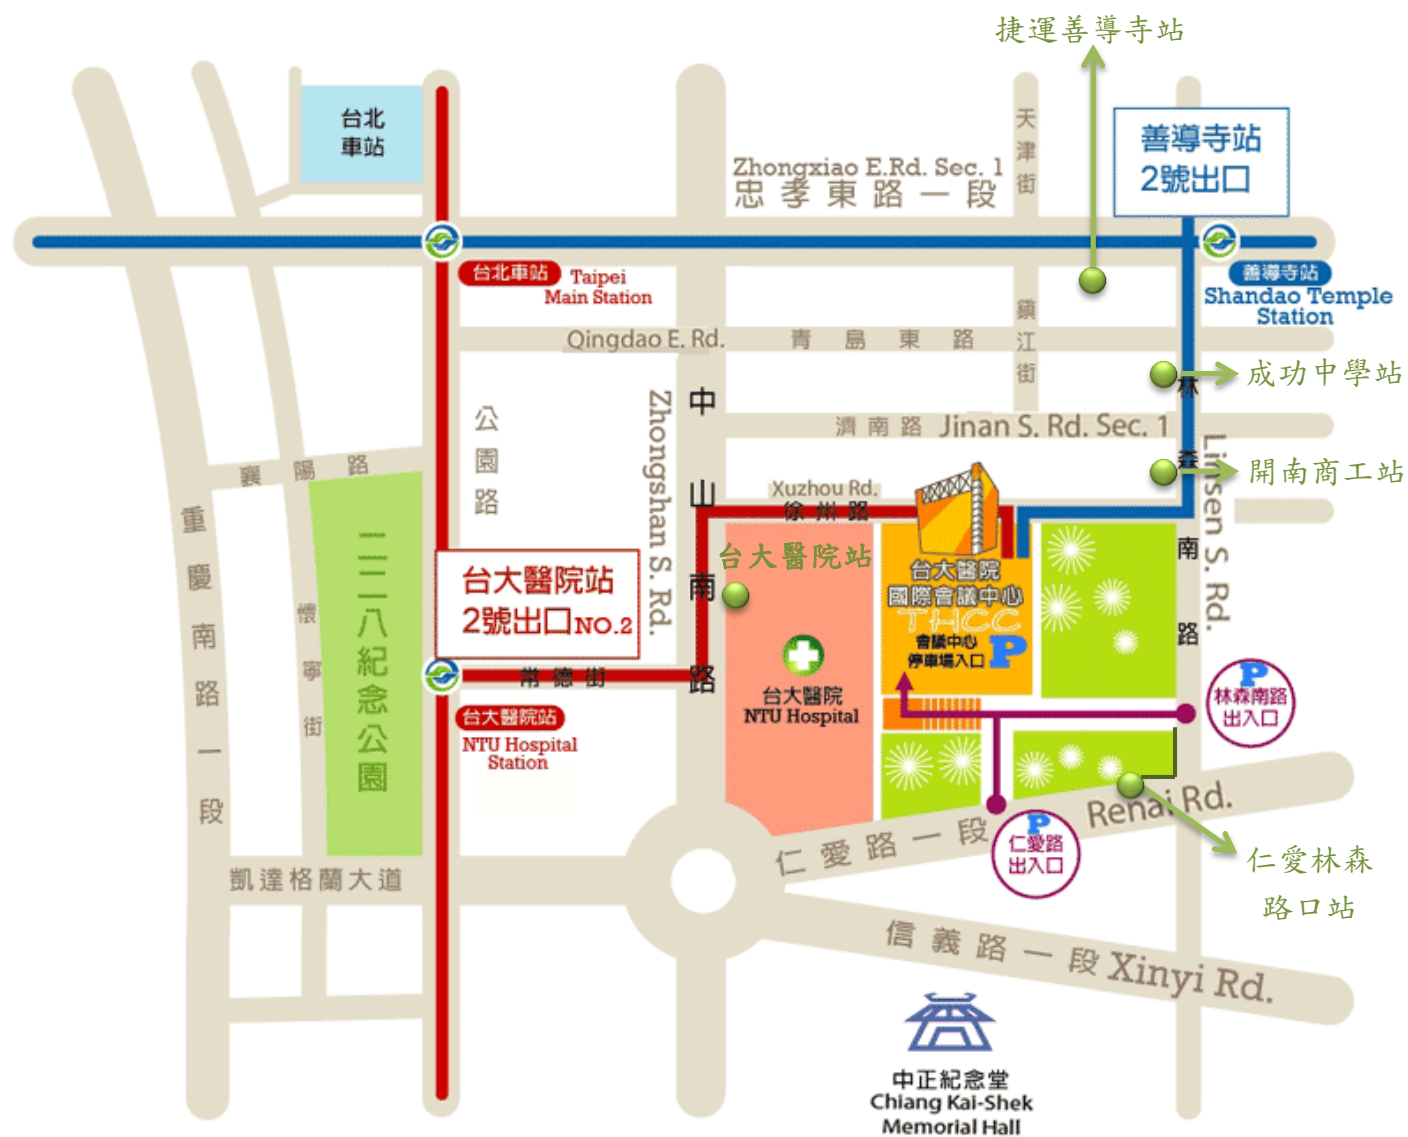 捷運善導寺站
台北
車站
天津街
善導寺站
2號出口
Zhongxiao E.Rd. Sec. 1
忠孝東路一段
台北車站
Taipei
Main Station
善導寺站
Shandao Temple
Station
Qingdao E. Rd.
青島東路
鎮江街
成功中學站
公園路
Zhongshan S. Rd.
中山南路
濟南路 Jinan S. Rd. Sec. 1
林森南路
Linsen S. Rd.
開南商工站
襄陽路
重慶南路一段
Xuzhou Rd.
徐州路
二二八紀念公園
懷寧街
台大醫院站
2號出口NO.2
台大醫院站
台大醫院
國際會議中心
THCC
會議中心
停車場入口 P
常德街
台大醫院
NTU Hospital
台大醫院站
NTU Hospital
Station
P
林森南路
出入口
Renai Rd.
仁愛路一段
P
仁愛路
出入口
仁愛林森
路口站
凱達格蘭大道
信義路一段 Xinyi Rd.
中正紀念堂
Chiang Kai-Shek
Memorial Hall